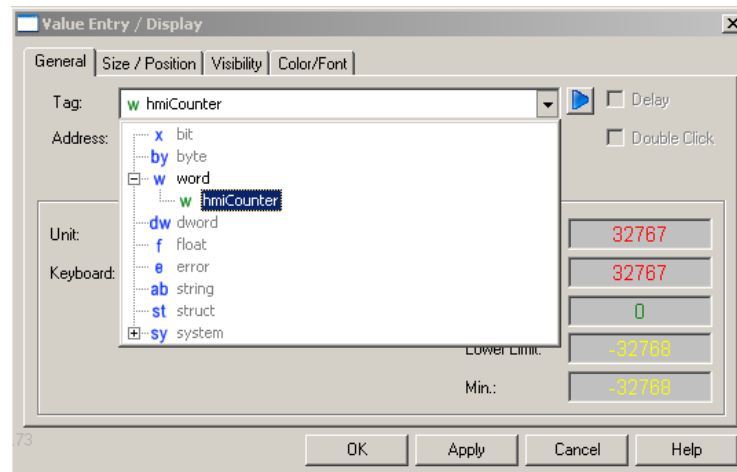 Value Entry / Display
General Size / Position Visibility Color/Font
Tag: w hmiCounter Delay
Address: x bit Double Click
by byte
w word
w hmiCounter
Unit: dw dword 32767
f float
Keyboard: e error 32767
ab string
st struct 0
sy system
Lower Limit: -32768
Min.: -32768
.73
OK Apply Cancel Help